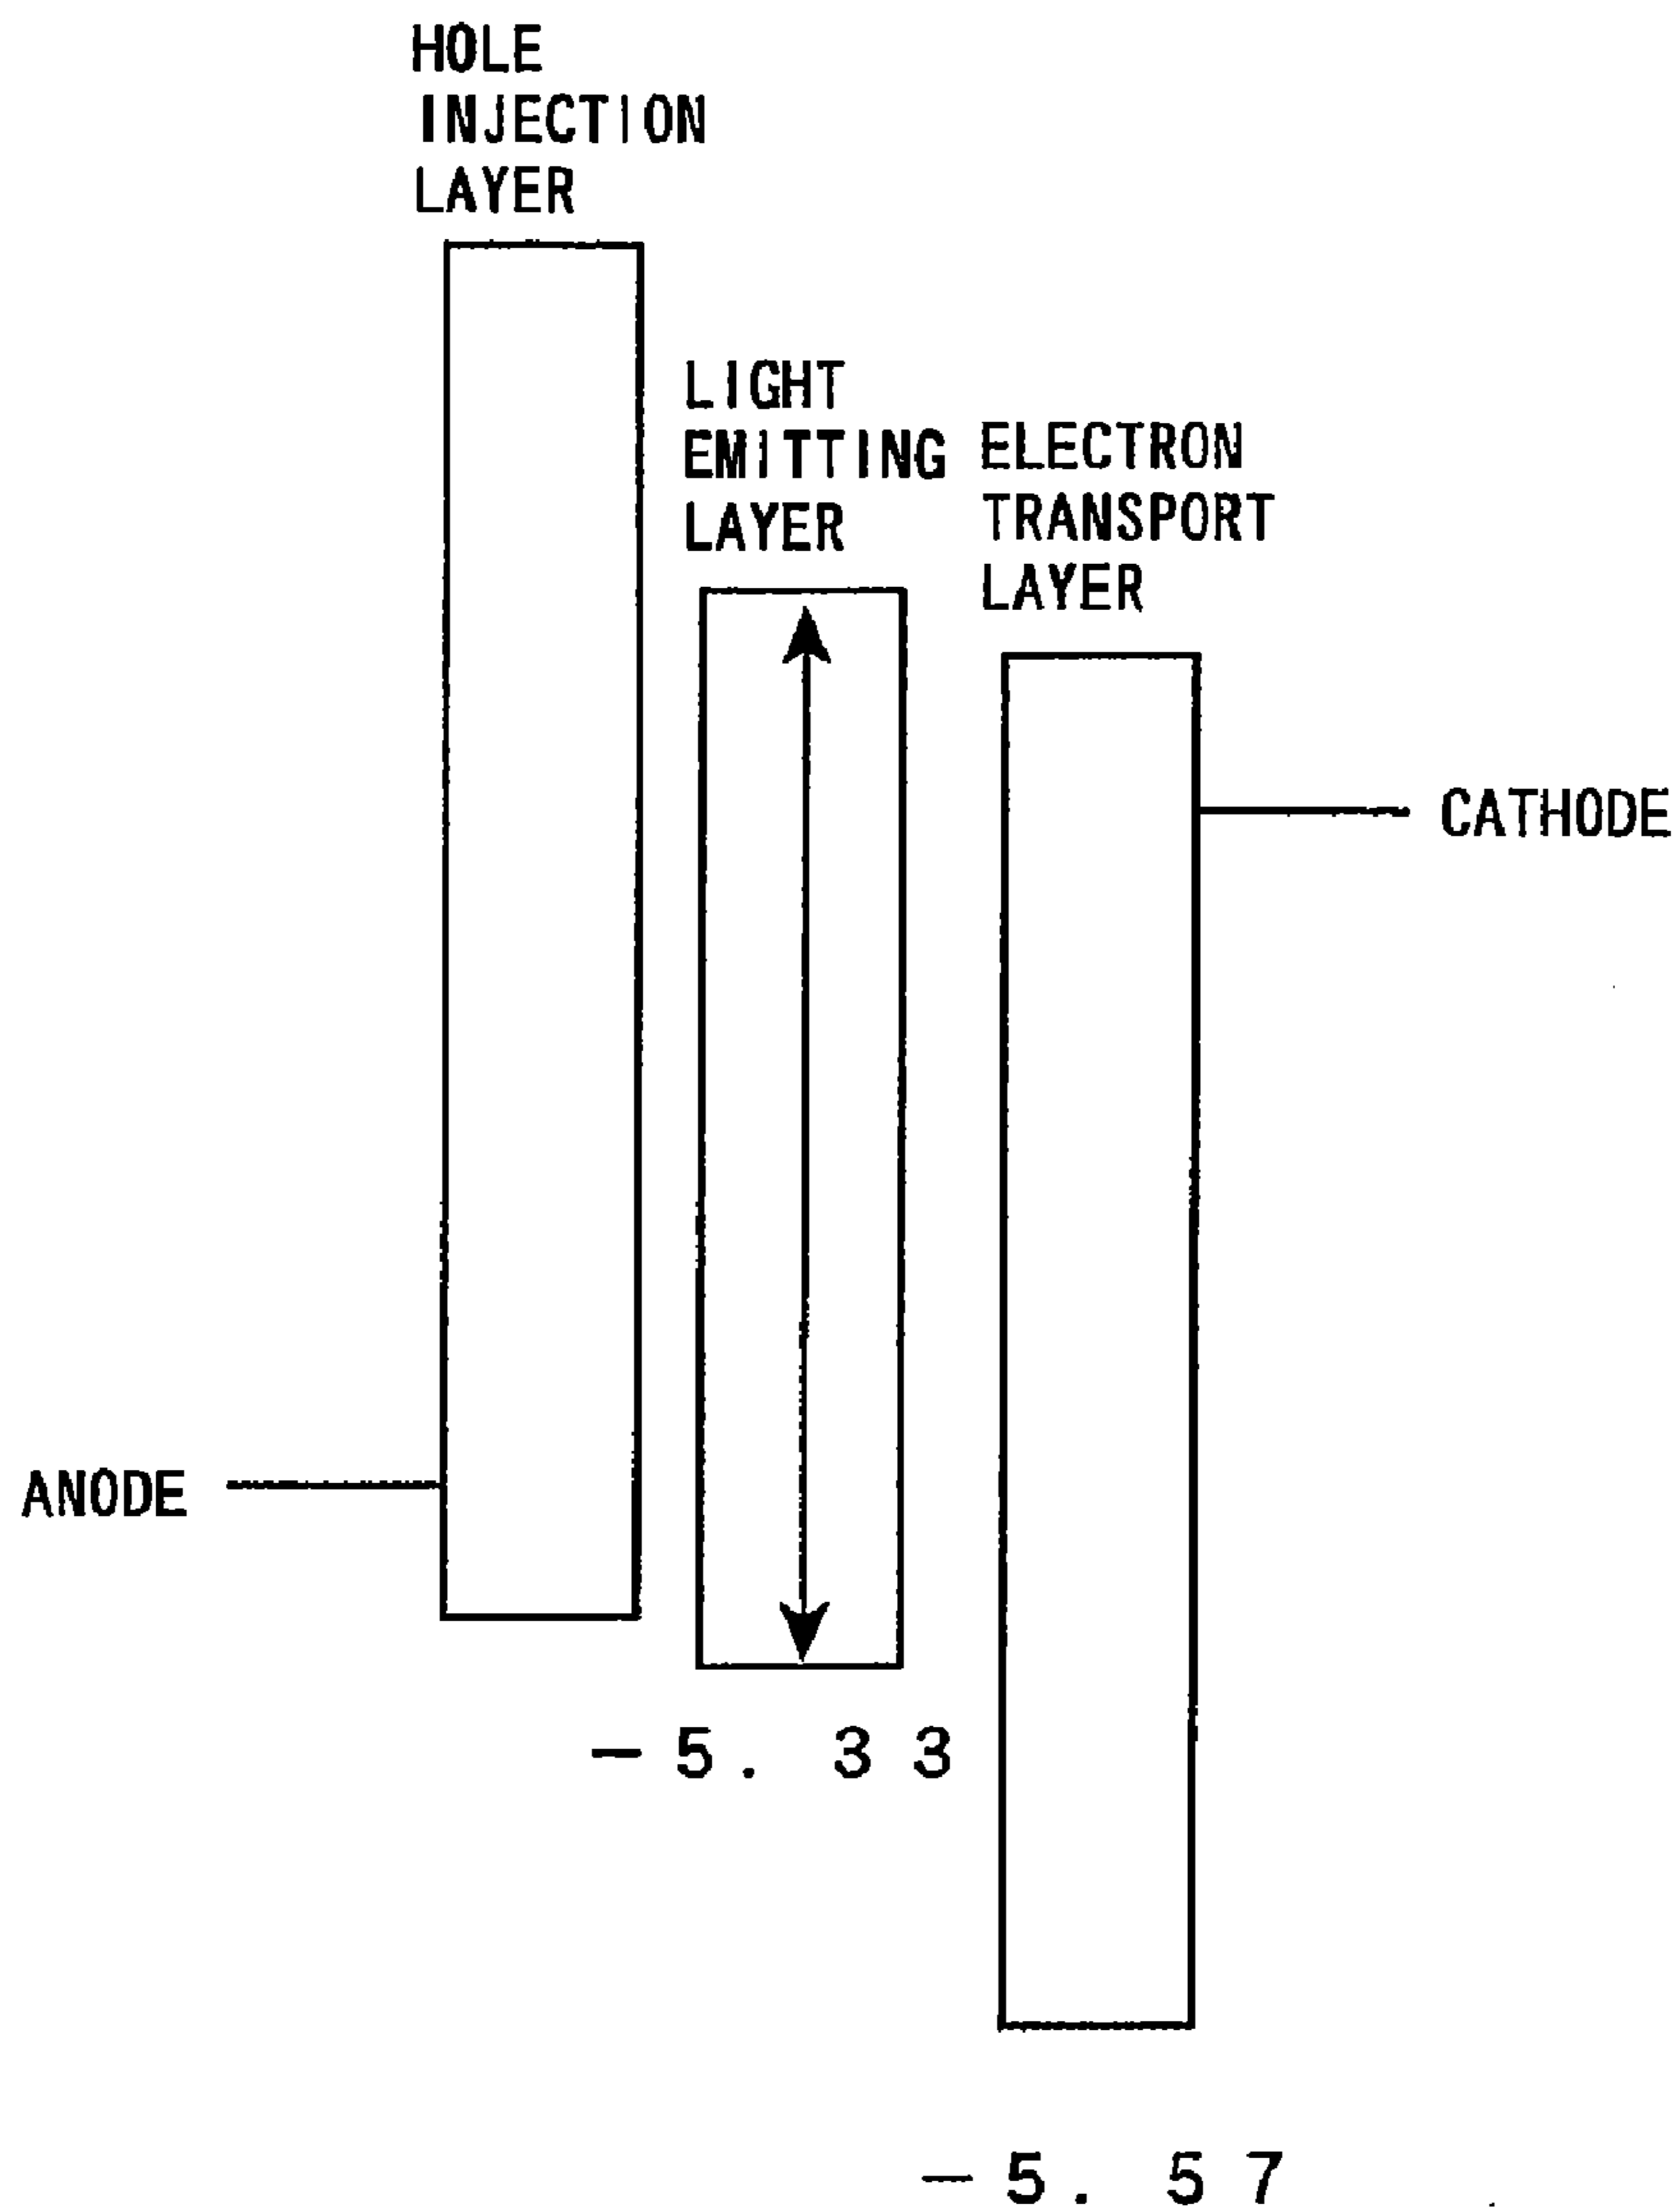 HOLE
INJECTION
LAYER
LIGHT
EMITTING
LAYER
ELECTRON
TRANSPORT
LAYER
CATHODE
ANODE
-5.33
-5.57